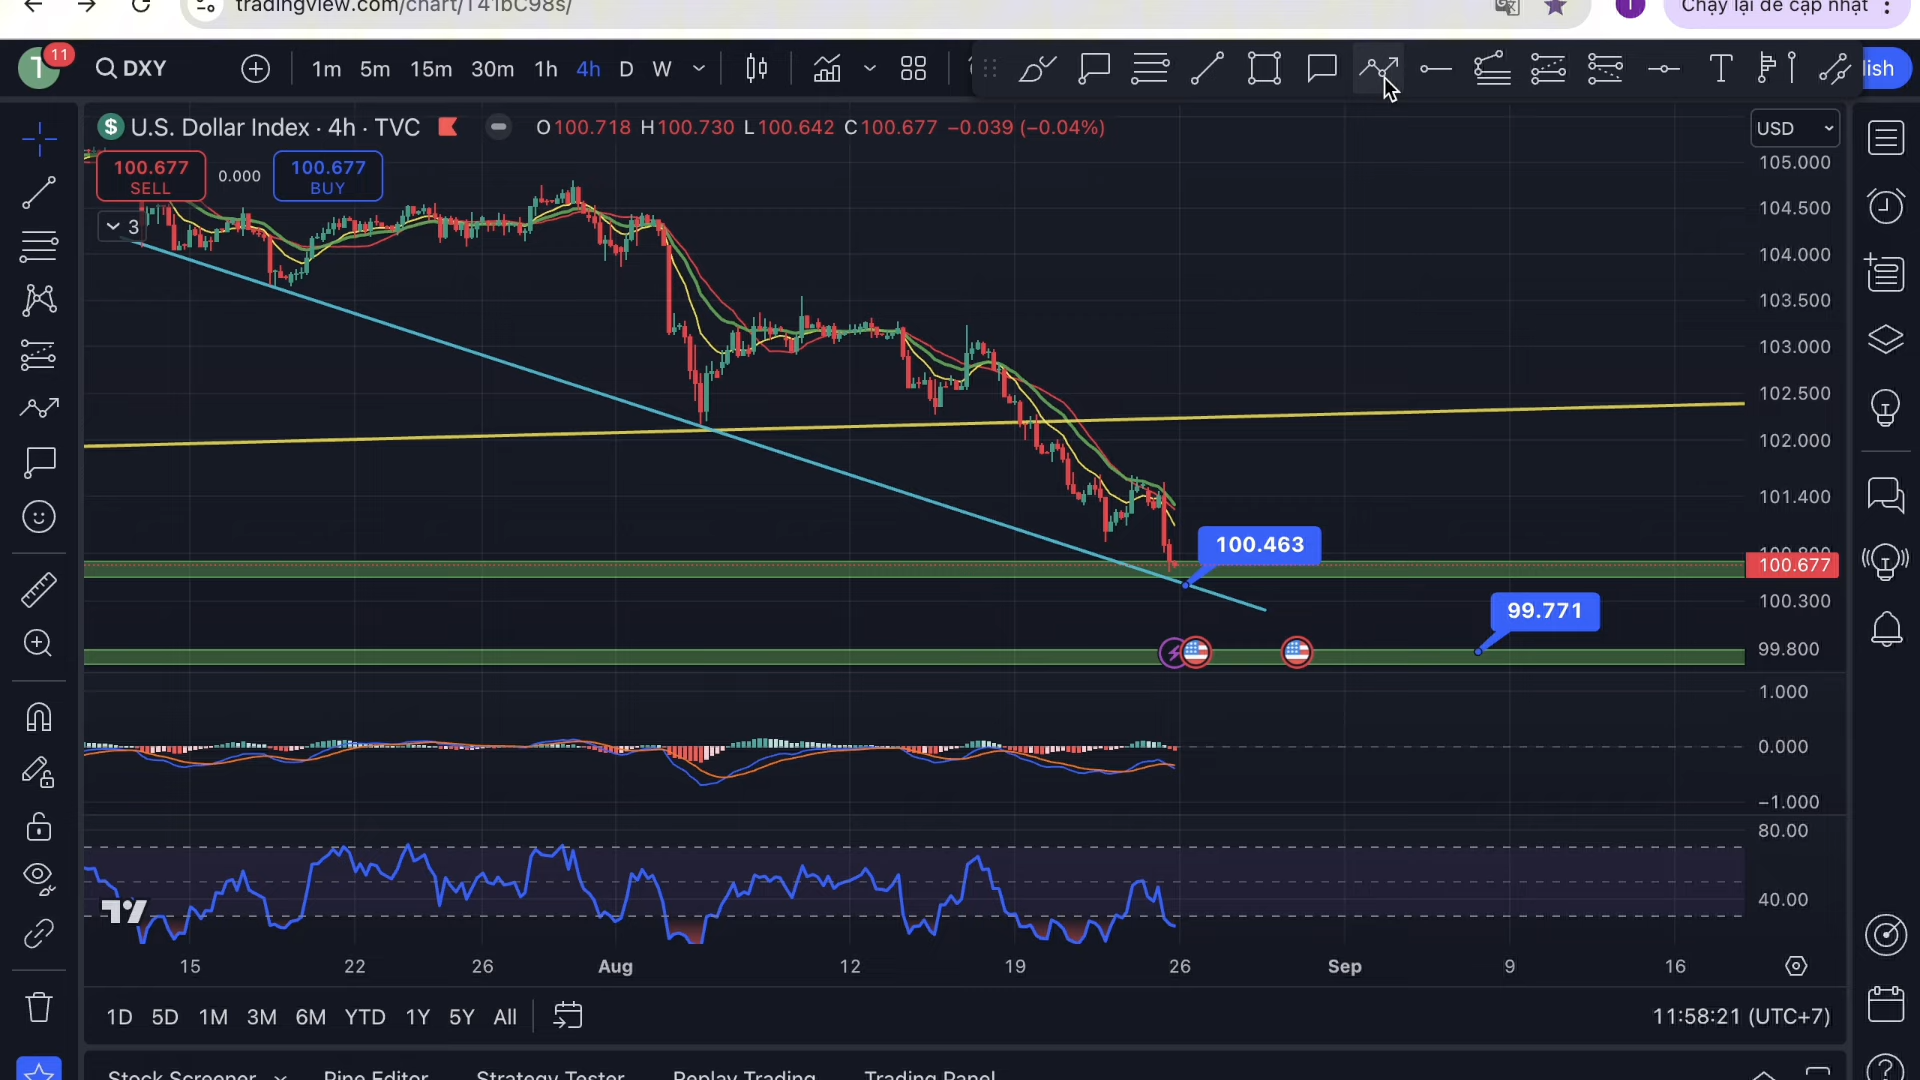 tradingview.com/chart/T41bC98s/
Chạy lại để cập nhật
11
DXY
1m 5m 15m 30m 1h 4h D W
T
lish
U.S. Dollar Index · 4h · TVC O100.718 H100.730 L100.642 C100.677 −0.039 (−0.04%)
USD
100.677 SELL
0.000
100.677 BUY
3
105.000
104.500
104.000
103.500
103.000
102.500
102.000
101.400
100.800
100.677
100.300
99.800
100.463
99.771
1.000
0.000
−1.000
80.00
40.00
15 22 26 Aug 12 19 26 Sep 9 16
1D 5D 1M 3M 6M YTD 1Y 5Y All
11:58:21 (UTC+7)
Stock Screener Pine Editor Strategy Tester Replay Trading Trading Panel